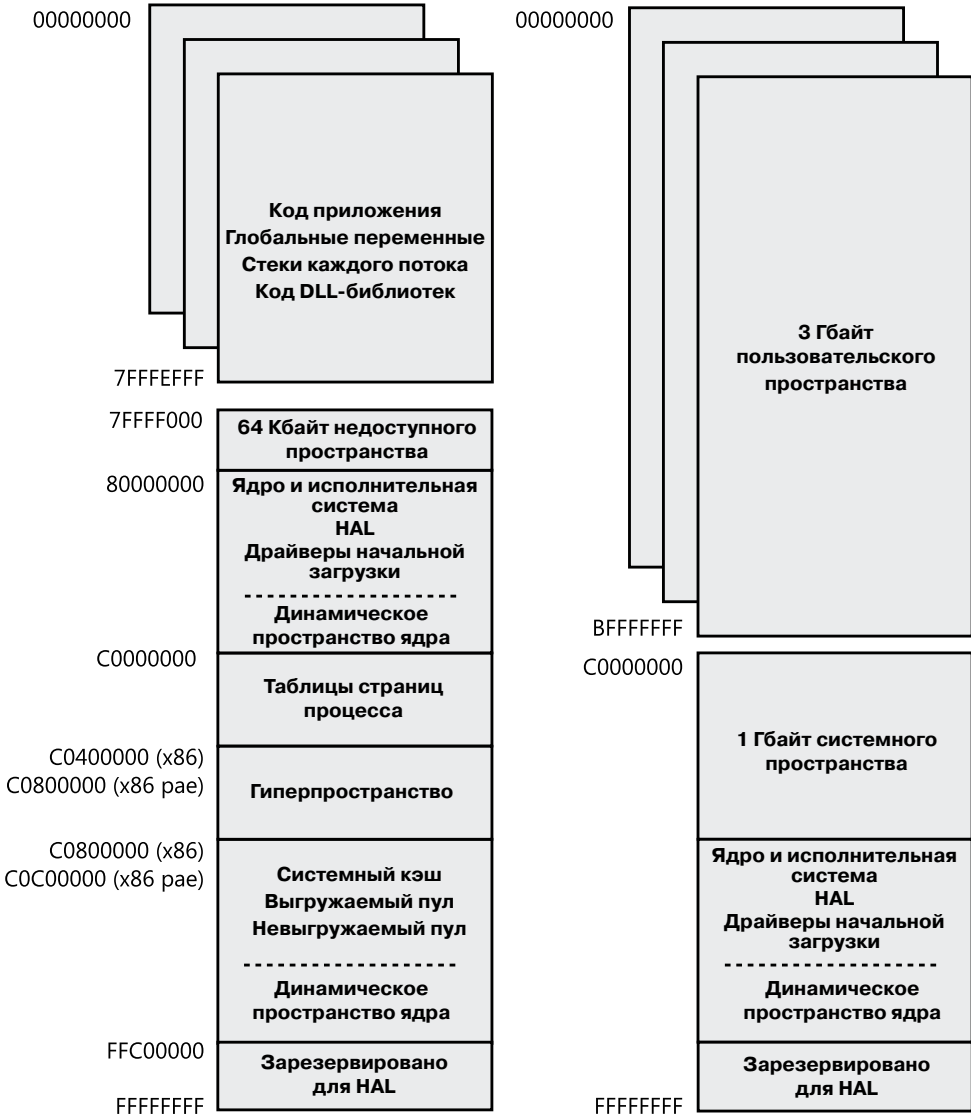 00000000
Код приложения
Глобальные переменные
Стеки каждого потока
Код DLL-библиотек
7FFFEFFF
7FFFF000
64 Кбайт недоступного
пространства
80000000
Ядро и исполнительная
система
HAL
Драйверы начальной
загрузки
Динамическое
пространство ядра
C0000000
Таблицы страниц
процесса
C0400000 (x86)
C0800000 (x86 pae)
Гиперпространство
C0800000 (x86)
C0C00000 (x86 pae)
Системный кэш
Выгружаемый пул
Невыгружаемый пул
Динамическое
пространство ядра
FFC00000
Зарезервировано
для HAL
FFFFFFFF
00000000
3 Гбайт
пользовательского
пространства
BFFFFFFF
C0000000
1 Гбайт системного
пространства
Ядро и исполнительная
система
HAL
Драйверы начальной
загрузки
Динамическое
пространство ядра
Зарезервировано
для HAL
FFFFFFFF